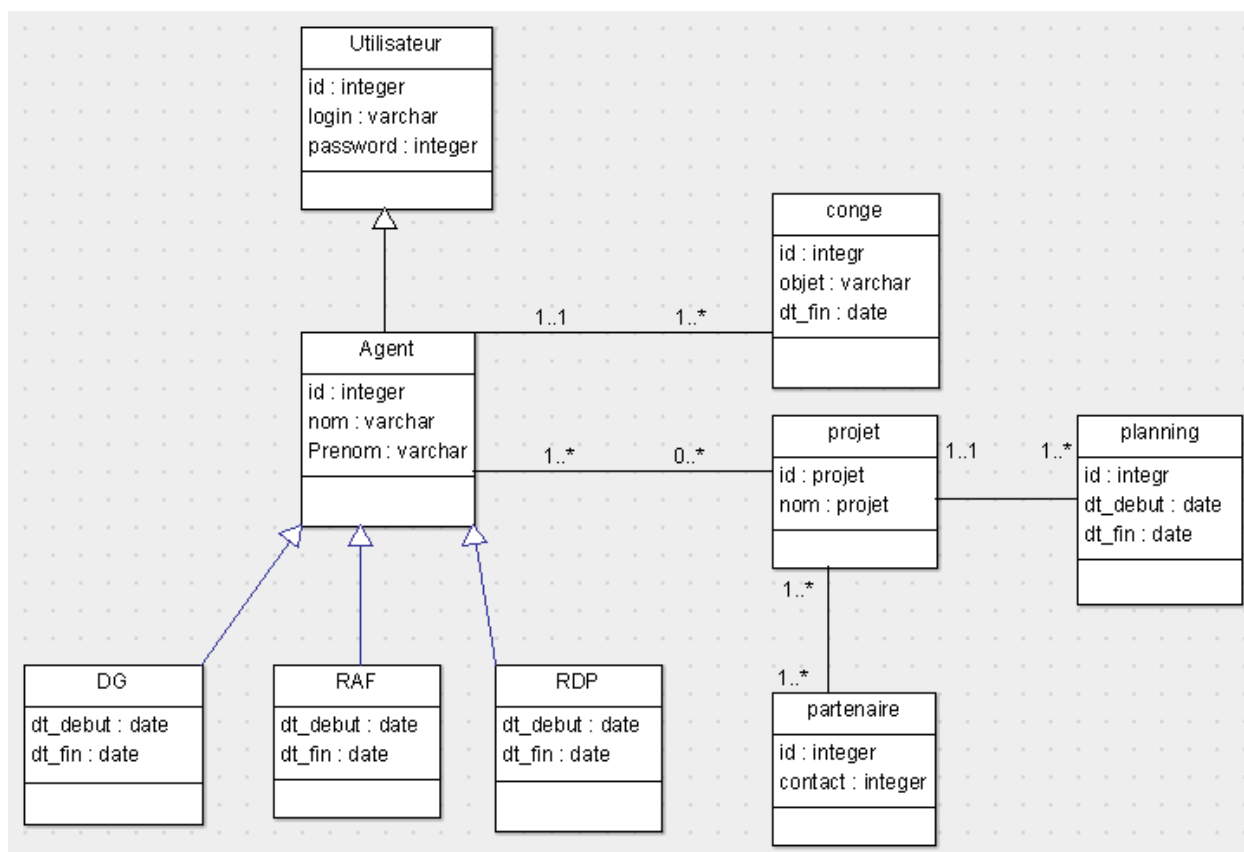 Utilisateur
id : integer
login : varchar
password : integer
conge
id : integr
objet : varchar
dt_fin : date
1..1
1..*
Agent
id : integer
nom : varchar
Prenom : varchar
1..*
0..*
projet
id : projet
nom : projet
1..1
1..*
planning
id : integr
dt_debut : date
dt_fin : date
1..*
1..*
DG
dt_debut : date
dt_fin : date
RAF
dt_debut : date
dt_fin : date
RDP
dt_debut : date
dt_fin : date
partenaire
id : integer
contact : integer